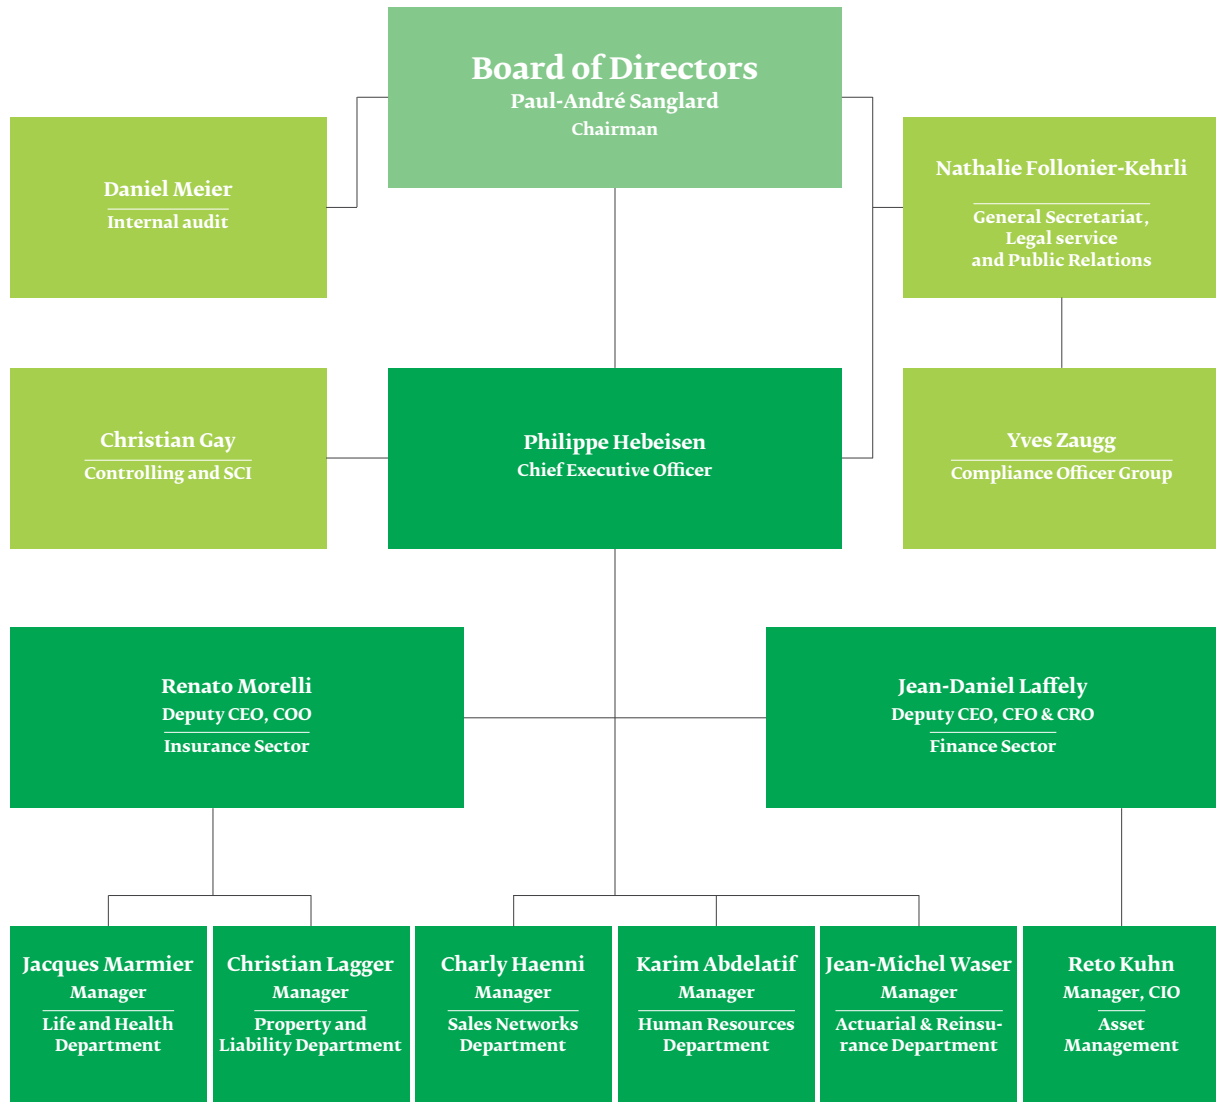 Board of Directors
Paul-André Sanglard
Chairman
Daniel Meier
Internal audit
Nathalie Follonier-Kehrli
General Secretariat,
Legal service
and Public Relations
Christian Gay
Controlling and SCI
Philippe Hebeisen
Chief Executive Officer
Yves Zaugg
Compliance Officer Group
Renato Morelli
Deputy CEO, COO
Insurance Sector
Jean-Daniel Laffely
Deputy CEO, CFO & CRO
Finance Sector
Jacques Marmier
Manager
Life and Health
Department
Christian Lagger
Manager
Property and
Liability Department
Charly Haenni
Manager
Sales Networks
Department
Karim Abdelatif
Manager
Human Resources
Department
Jean-Michel Waser
Manager
Actuarial & Reinsu-
rance Department
Reto Kuhn
Manager, CIO
Asset
Management